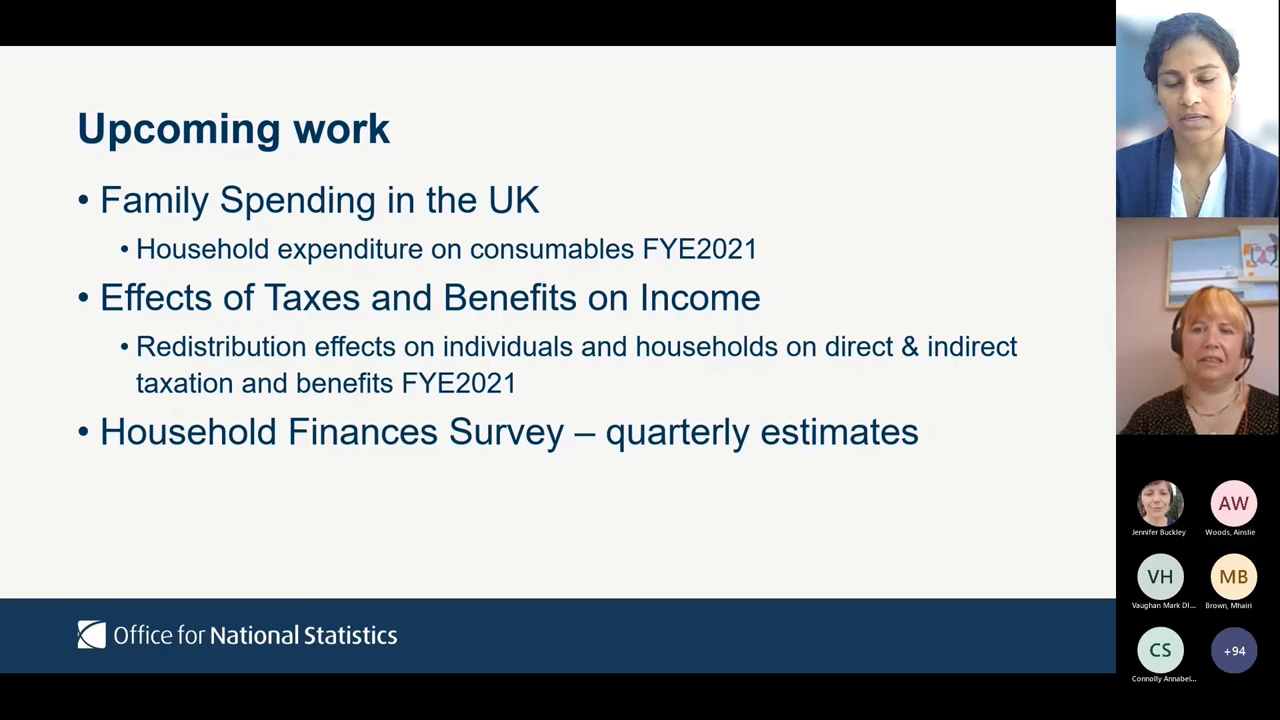 Upcoming work
• Family Spending in the UK
• Household expenditure on consumables FYE2021
• Effects of Taxes and Benefits on Income
• Redistribution effects on individuals and households on direct & indirect
taxation and benefits FYE2021
• Household Finances Survey – quarterly estimates
Office for National Statistics
Jennifer Buckley
AW
Woods, Ainslie
VH
Vaughan Mark DI...
MB
Brown, Mhairi
CS
Connolly Annabel...
+94